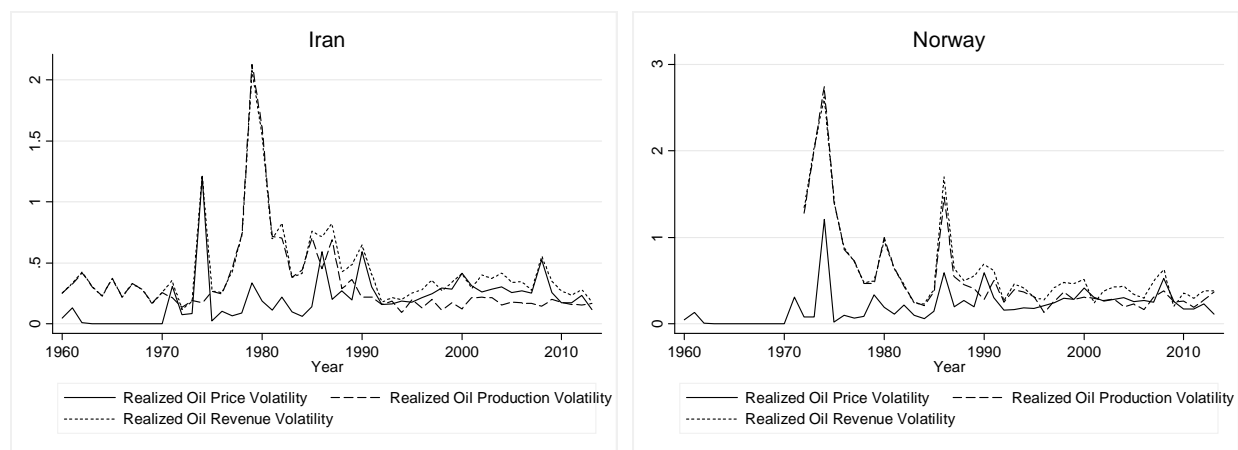 Iran
2
1.5
1
.5
0
1960 1970 1980 1990 2000 2010
Year
Realized Oil Price Volatility Realized Oil Production Volatility
Realized Oil Revenue Volatility
Norway
3
2
1
0
1960 1970 1980 1990 2000 2010
Year
Realized Oil Price Volatility Realized Oil Production Volatility
Realized Oil Revenue Volatility